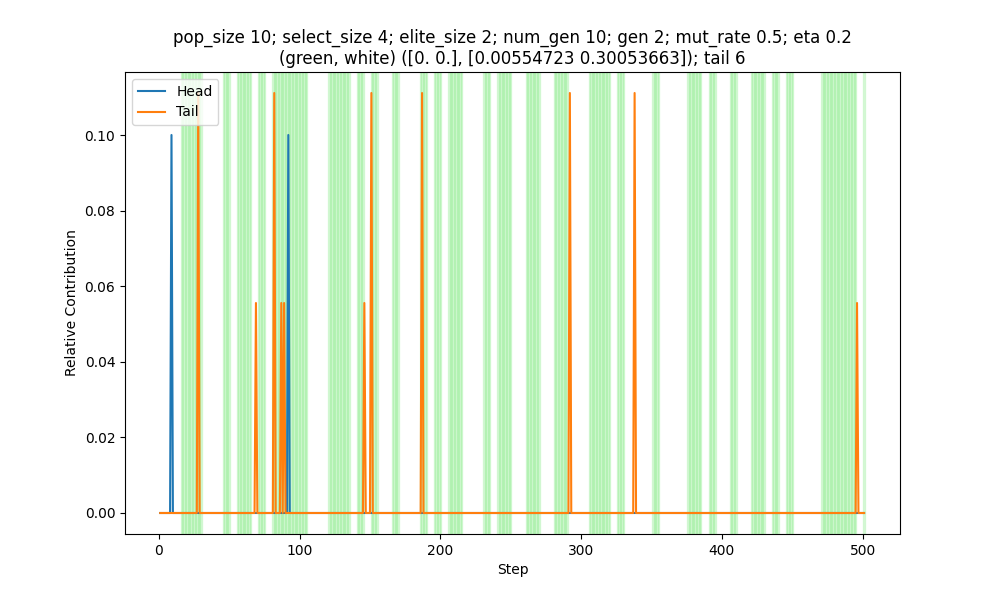 pop_size 10; select_size 4; elite_size 2; num_gen 10; gen 2; mut_rate 0.5; eta 0.2
(green, white) ([0. 0.], [0.00554723 0.30053663]); tail 6
Head
Tail
0.10
0.08
0.06
0.04
0.02
0.00
Relative Contribution
0 100 200 300 400 500
Step